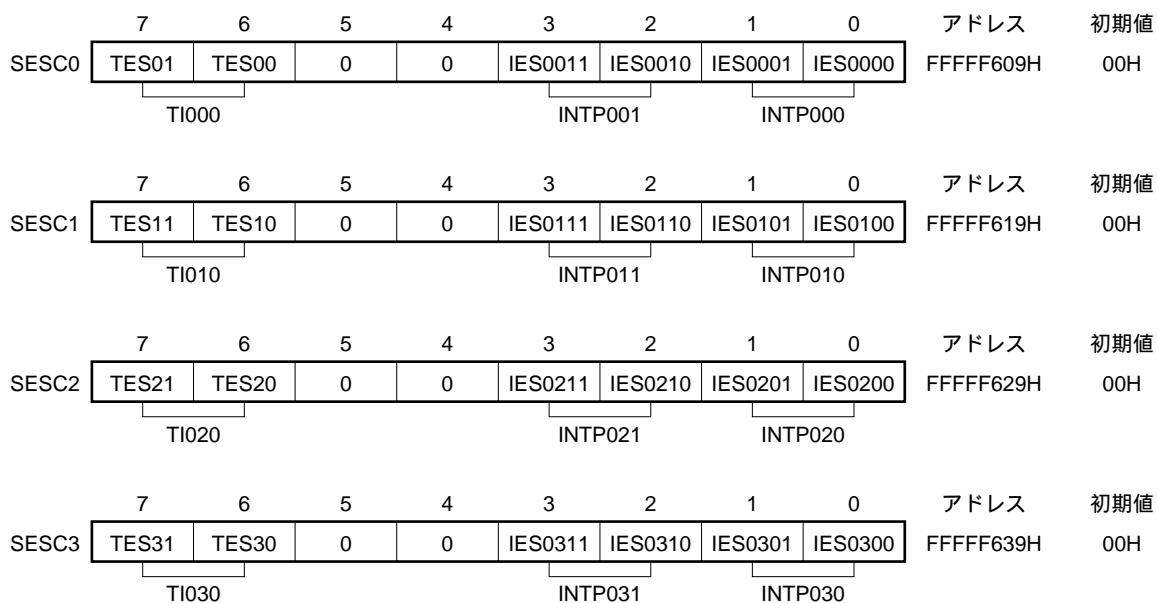 7 6 5 4 3 2 1 0 アドレス 初期値
SESC0 TES01 TES00 0 0 IES0011 IES0010 IES0001 IES0000 FFFFF609H 00H
TI000 INTP001 INTP000
7 6 5 4 3 2 1 0 アドレス 初期値
SESC1 TES11 TES10 0 0 IES0111 IES0110 IES0101 IES0100 FFFFF619H 00H
TI010 INTP011 INTP010
7 6 5 4 3 2 1 0 アドレス 初期値
SESC2 TES21 TES20 0 0 IES0211 IES0210 IES0201 IES0200 FFFFF629H 00H
TI020 INTP021 INTP020
7 6 5 4 3 2 1 0 アドレス 初期値
SESC3 TES31 TES30 0 0 IES0311 IES0310 IES0301 IES0300 FFFFF639H 00H
TI030 INTP031 INTP030